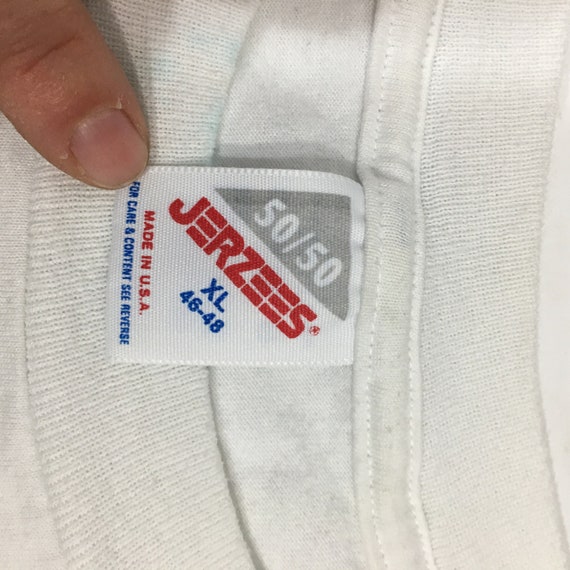 50/50
JERZEES®
XL
46-48
MADE IN U.S.A.
FOR CARE & CONTENT SEE REVERSE